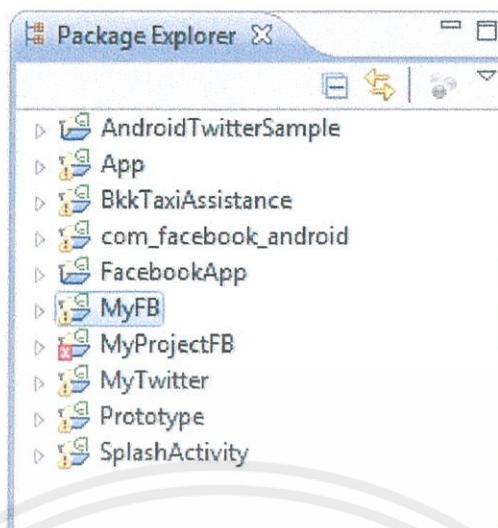 Package Explorer
AndroidTwitterSample
App
BkkTaxiAssistance
com_facebook_android
FacebookApp
MyFB
MyProjectFB
MyTwitter
Prototype
SplashActivity